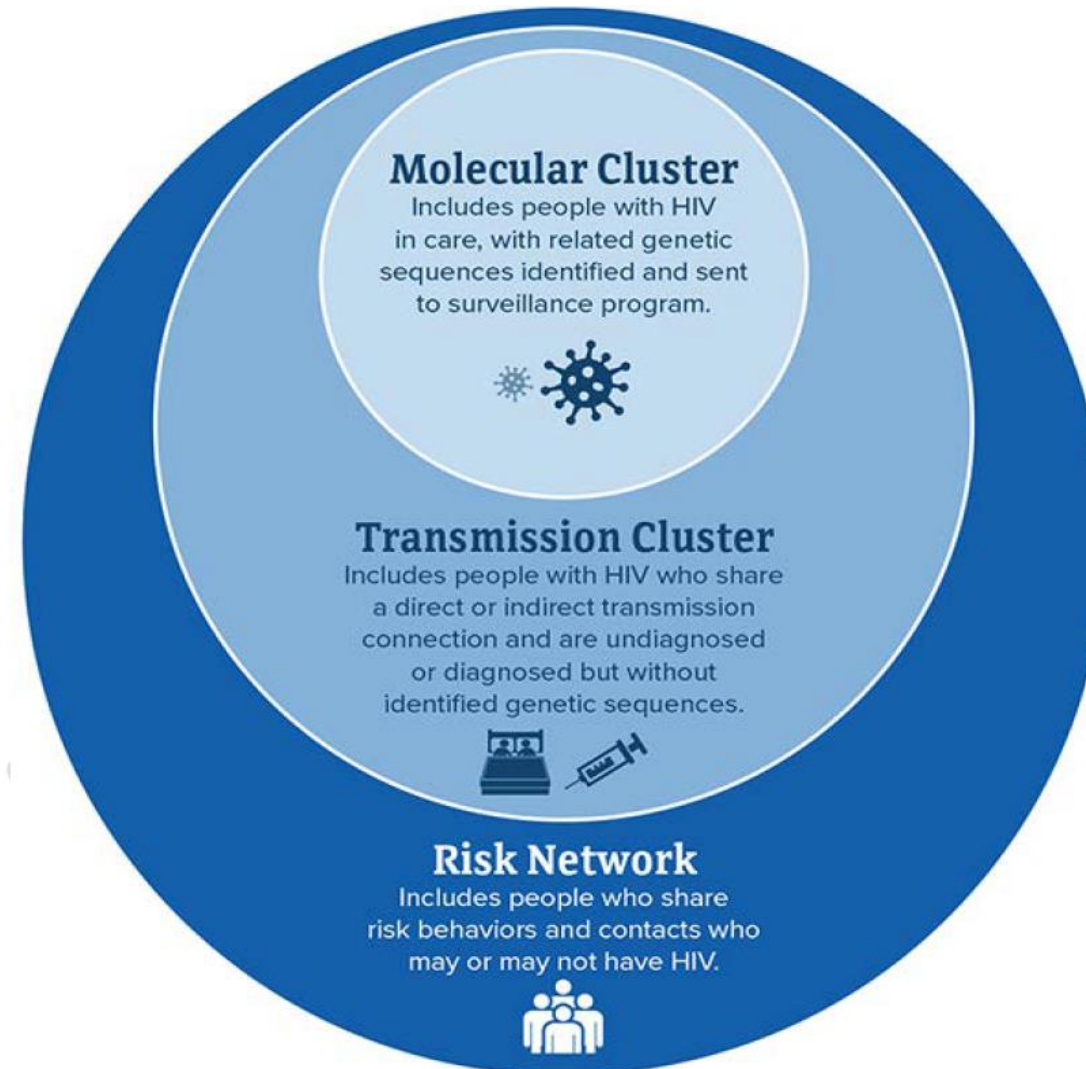 Molecular Cluster
Includes people with HIV
in care, with related genetic
sequences identified and sent
to surveillance program.
Transmission Cluster
Includes people with HIV who share
a direct or indirect transmission
connection and are undiagnosed
or diagnosed but without
identified genetic sequences.
Risk Network
Includes people who share
risk behaviors and contacts who
may or may not have HIV.